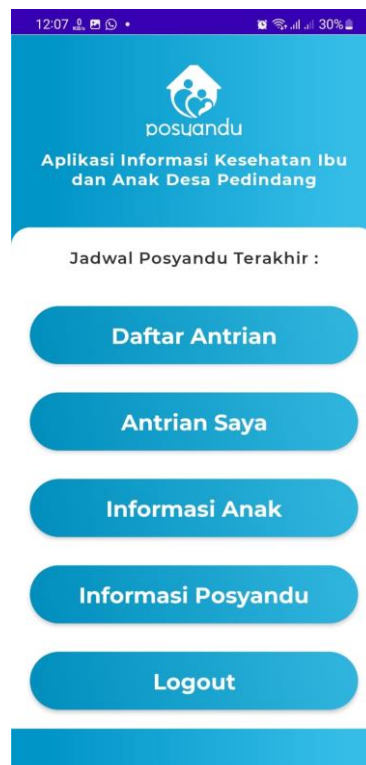 12:07 30%
posyandu
Aplikasi Informasi Kesehatan Ibu
dan Anak Desa Pedindang
Jadwal Posyandu Terakhir :
Daftar Antrian
Antrian Saya
Informasi Anak
Informasi Posyandu
Logout